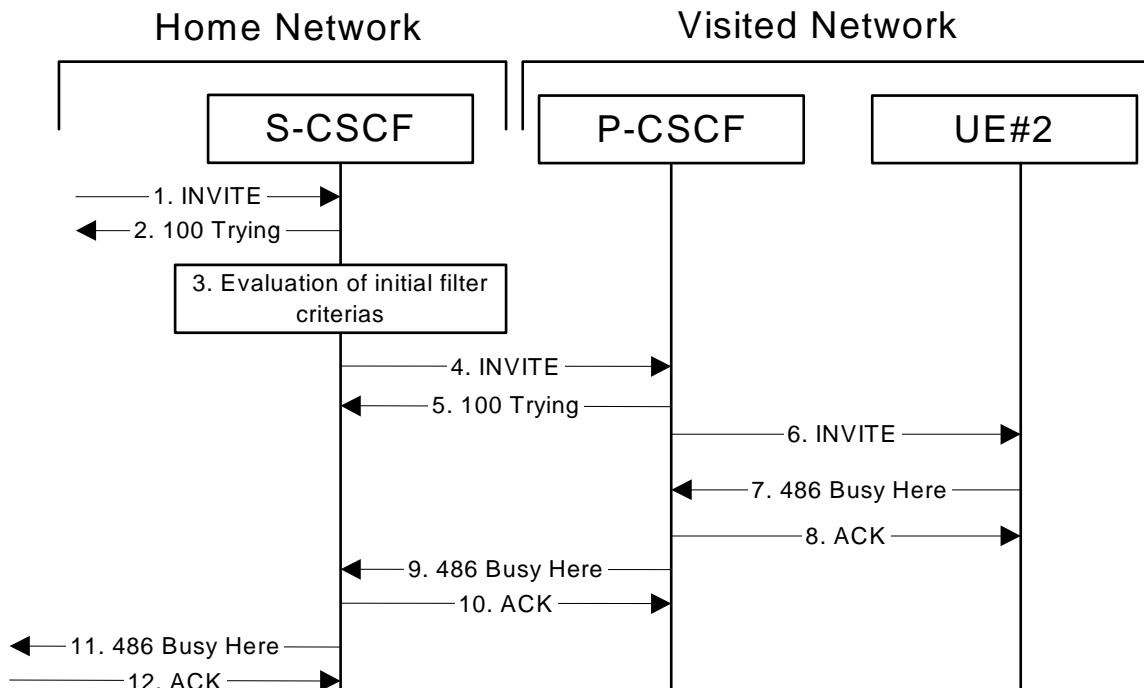 Home Network
Visited Network
S-CSCF
P-CSCF
UE#2
1. INVITE
2. 100 Trying
3. Evaluation of initial filter
criterias
4. INVITE
5. 100 Trying
6. INVITE
7. 486 Busy Here
8. ACK
9. 486 Busy Here
10. ACK
11. 486 Busy Here
12. ACK